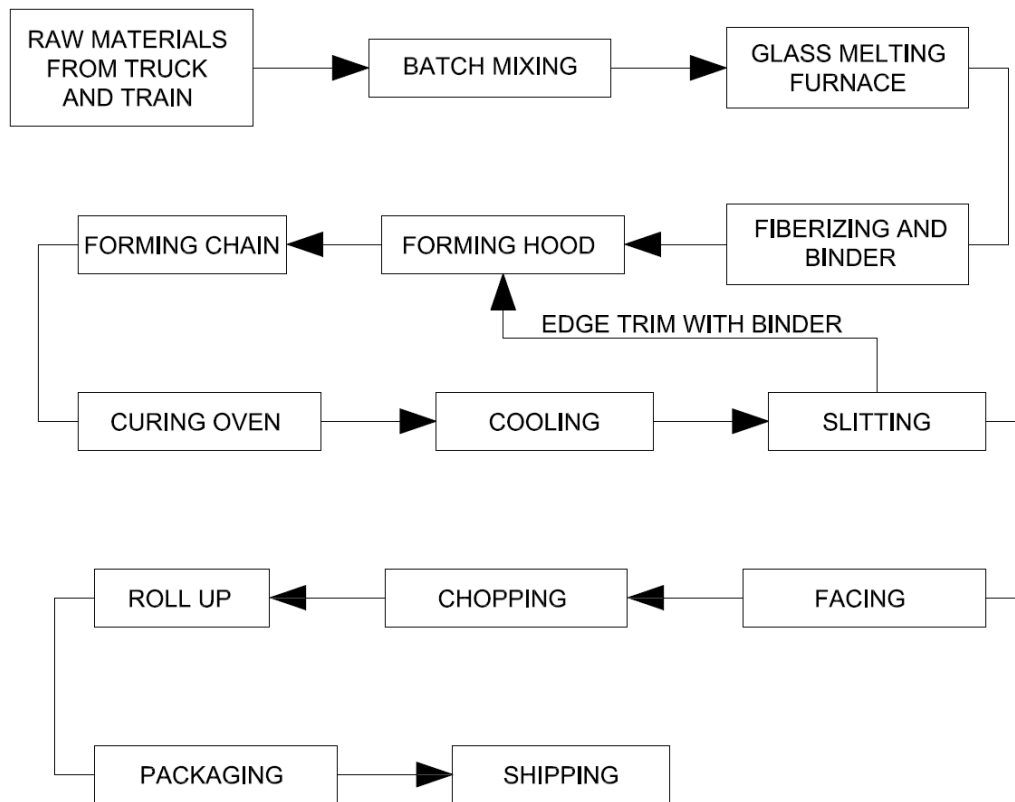 RAW MATERIALS
FROM TRUCK
AND TRAIN
BATCH MIXING
GLASS MELTING
FURNACE
FORMING CHAIN
FORMING HOOD
FIBERIZING AND
BINDER
EDGE TRIM WITH BINDER
CURING OVEN
COOLING
SLITTING
ROLL UP
CHOPPING
FACING
PACKAGING
SHIPPING